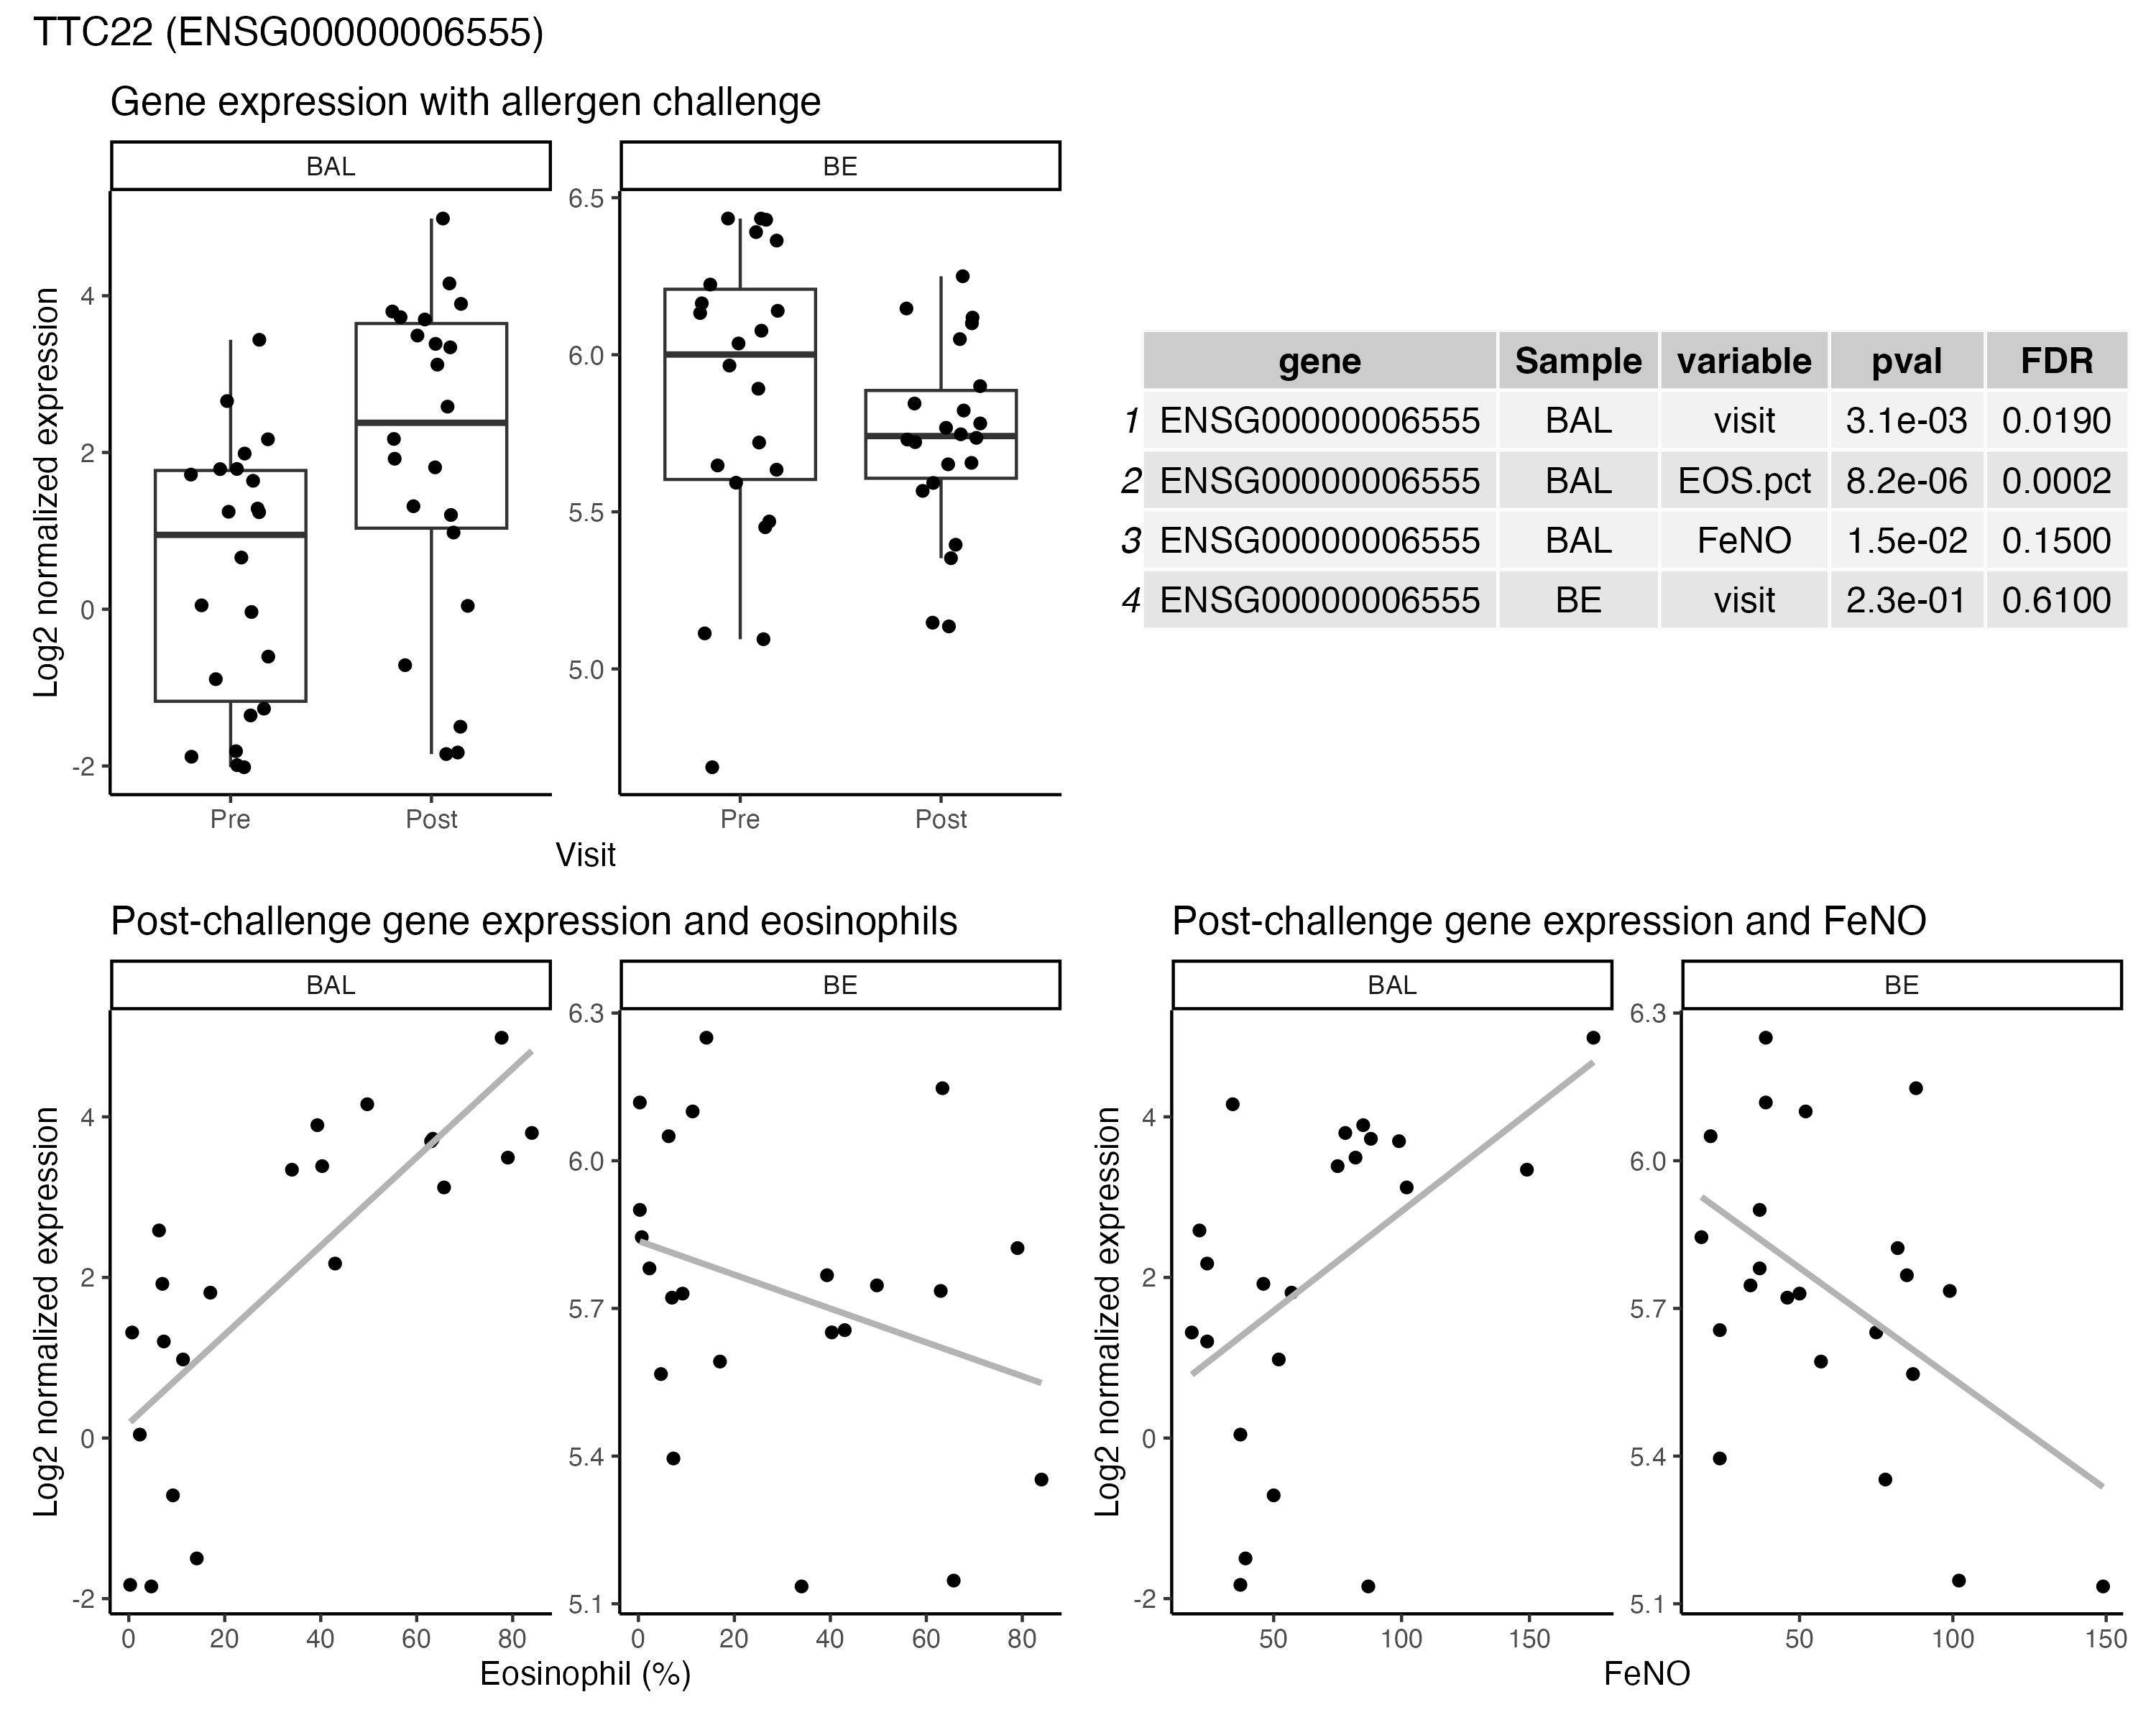 TTC22 (ENSG00000006555)
Gene expression with allergen challenge
BAL
BE
Log2 normalized expression
4
2
0
-2
6.5
6.0
5.5
5.0
Pre
Post
Pre
Post
Visit
gene Sample variable pval FDR
1 ENSG00000006555 BAL visit 3.1e-03 0.0190
2 ENSG00000006555 BAL EOS.pct 8.2e-06 0.0002
3 ENSG00000006555 BAL FeNO 1.5e-02 0.1500
4 ENSG00000006555 BE visit 2.3e-01 0.6100
Post-challenge gene expression and eosinophils
BAL
BE
Log2 normalized expression
4
2
0
-2
6.3
6.0
5.7
5.4
5.1
0 20 40 60 80
0 20 40 60 80
Eosinophil (%)
Post-challenge gene expression and FeNO
BAL
BE
Log2 normalized expression
4
2
0
-2
6.3
6.0
5.7
5.4
5.1
50 100 150
50 100 150
FeNO